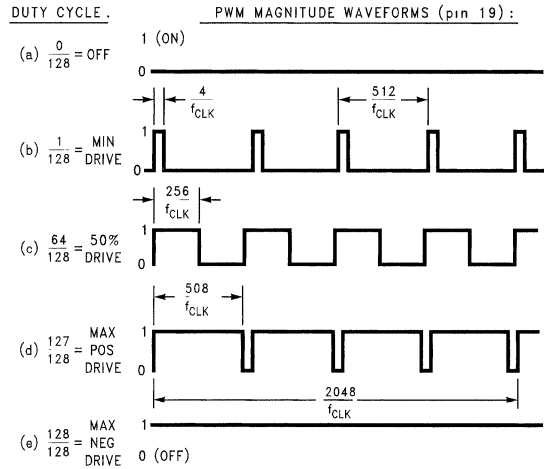 DUTY CYCLE. PWM MAGNITUDE WAVEFORMS (pin 19):
1 (ON)
(a) 0/128 = OFF
0
4/fCLK 512/fCLK
(b) 1/128 = MIN DRIVE
1
0
256/fCLK
(c) 64/128 = 50% DRIVE
1
0
508/fCLK
(d) 127/128 = MAX POS DRIVE
1
0
2048/fCLK
(e) 128/128 = MAX NEG DRIVE
1
0 (OFF)